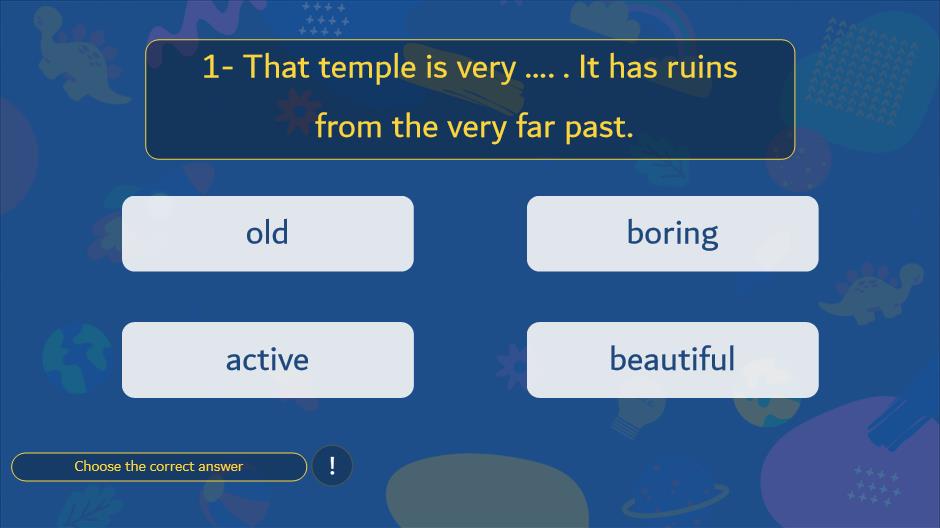 1- That temple is very .... . It has ruins
from the very far past.
old
boring
active
beautiful
Choose the correct answer
!